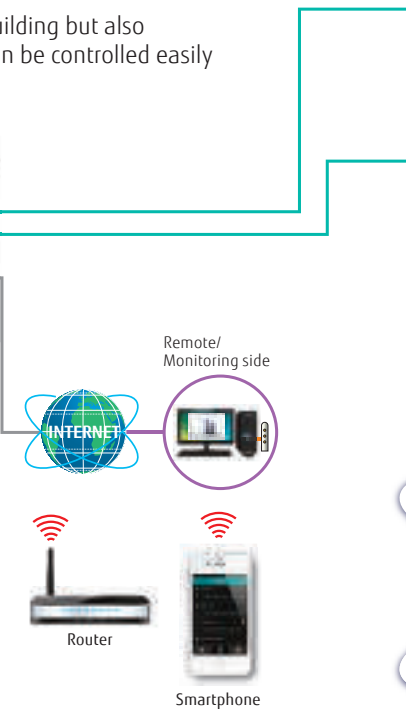 uilding but also
n be controlled easily
Remote/
Monitoring side
INTERNET
Router
Smartphone